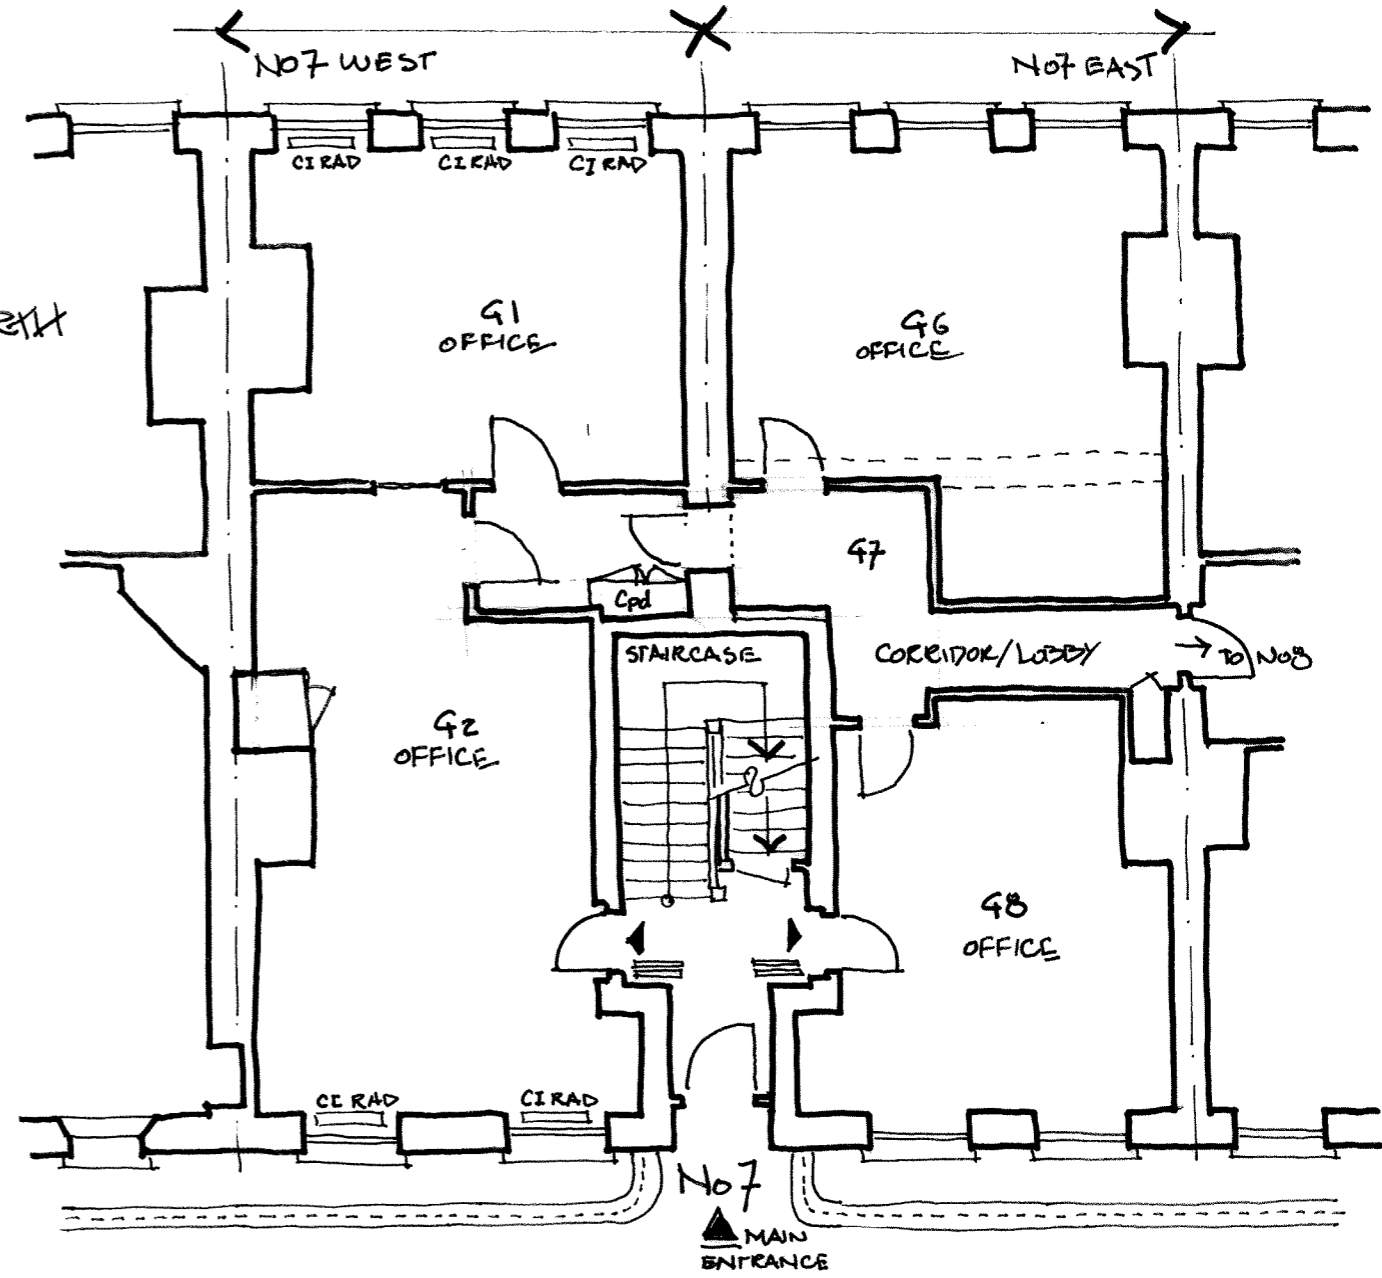 NO7 WEST
NO7 EAST
CI RAD
CI RAD
CI RAD
G1
OFFICE
G6
OFFICE
G7
Cpd
STAIRCASE
CORRIDOR/LOBBY
TO NO8
G2
OFFICE
G8
OFFICE
CI RAD
CI RAD
No7
MAIN
ENTRANCE